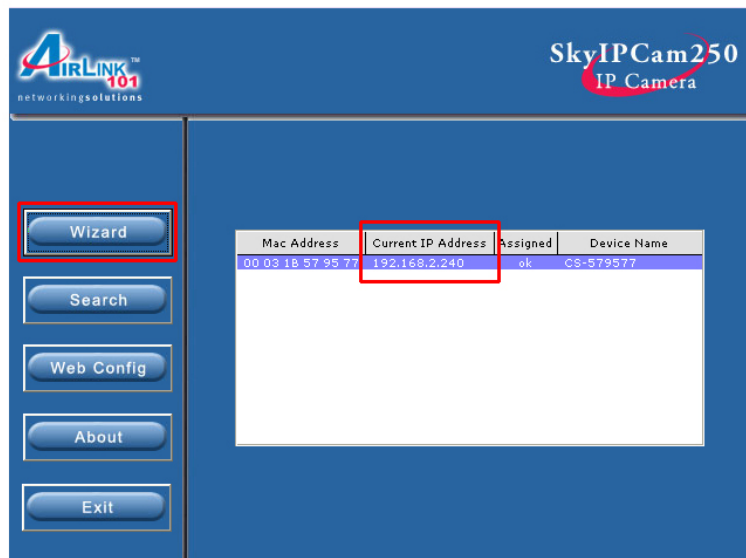 AIRLINK™
101
networkingsolutions
SkyIPCam250
IP Camera
Wizard
Search
Web Config
About
Exit
Mac Address Current IP Address Assigned Device Name
00 03 1B 57 95 77 192.168.2.240 ok CS-579577